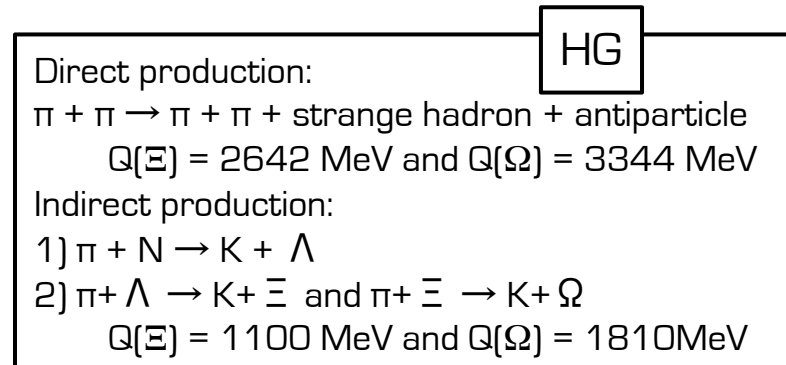 HG
Direct production:
π + π → π + π + strange hadron + antiparticle
Q(Ξ) = 2642 MeV and Q(Ω) = 3344 MeV
Indirect production:
1) π + N → K + Λ
2) π+ Λ → K+ Ξ and π+ Ξ → K+ Ω
Q(Ξ) = 1100 MeV and Q(Ω) = 1810MeV